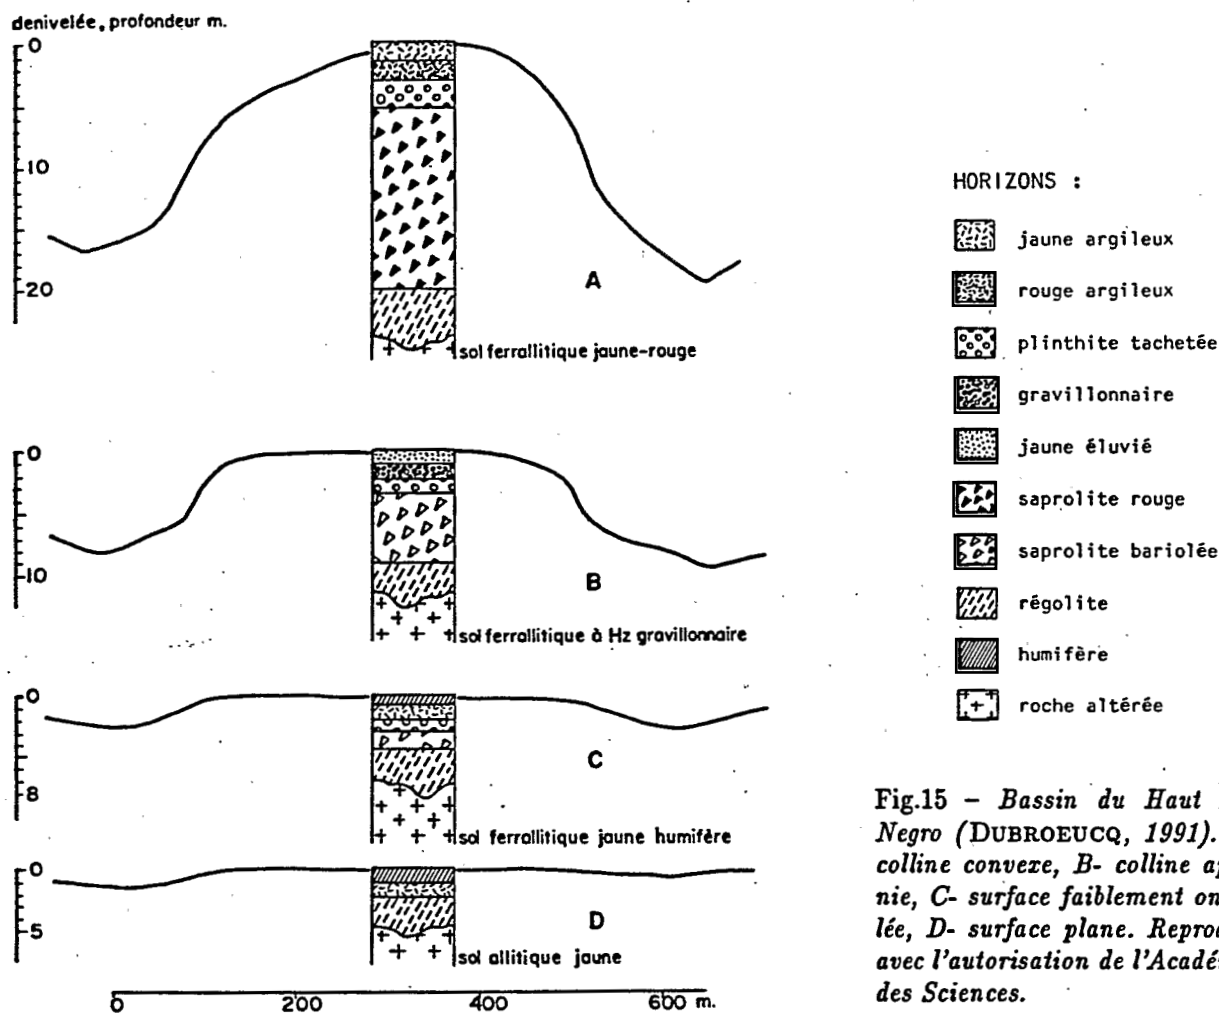 denivelée, profondeur m.
0
10
20
A
sol ferrallitique jaune-rouge
0
10
B
sol ferrallitique à Hz gravillonnaire
0
8
C
sol ferrallitique jaune humifère
0
5
D
sol allitique jaune
0 200 400 600 m.
HORIZONS :
jaune argileux
rouge argileux
plinthite tachetée
gravillonnaire
jaune éluvié
saprolite rouge
saprolite bariolée
régolite
humifère
roche altérée
Fig.15 - Bassin du Haut
Negro (DUBROEUCQ, 1991).
colline convexe, B- colline
nie, C- surface faiblement
lée, D- surface plane.
avec l'autorisation de
des Sciences.